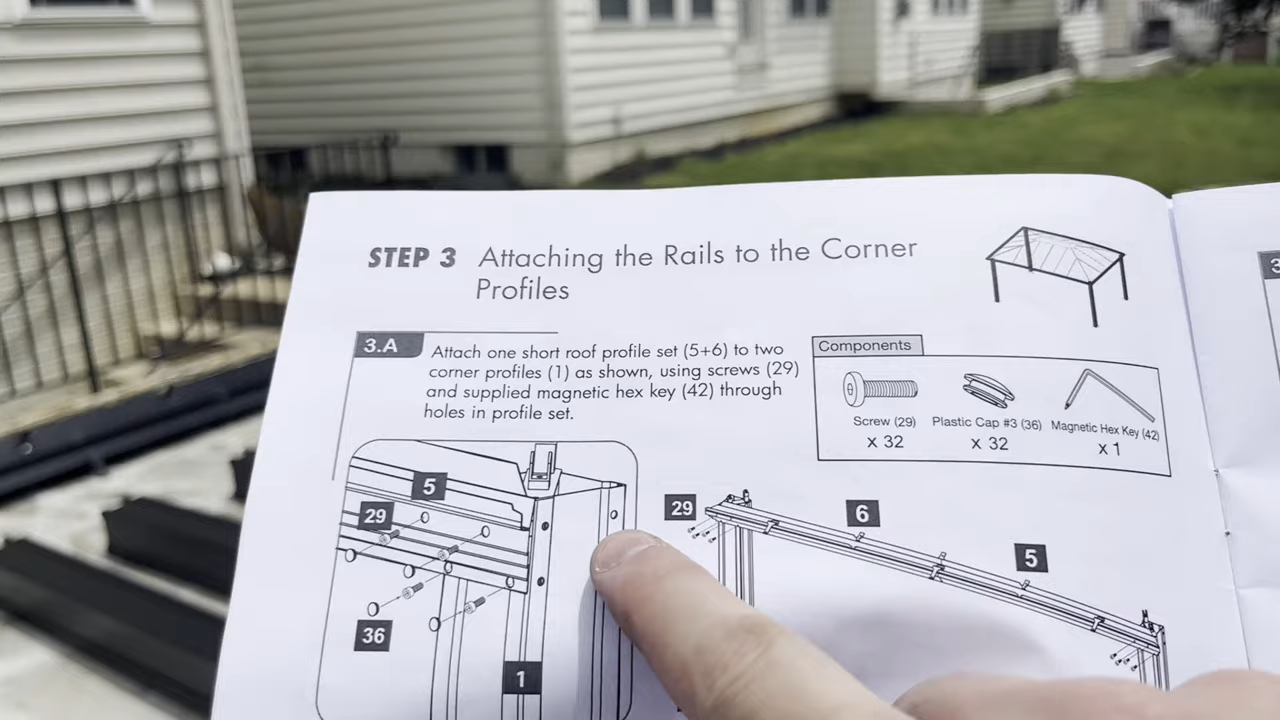 STEP 3 Attaching the Rails to the Corner
Profiles
3.A
Attach one short roof profile set (5+6) to two
corner profiles (1) as shown, using screws (29)
and supplied magnetic hex key (42) through
holes in profile set.
Components
Screw (29)
x 32
Plastic Cap #3 (36)
x 32
Magnetic Hex Key (42)
x 1
5
29
36
1
29
6
5
3